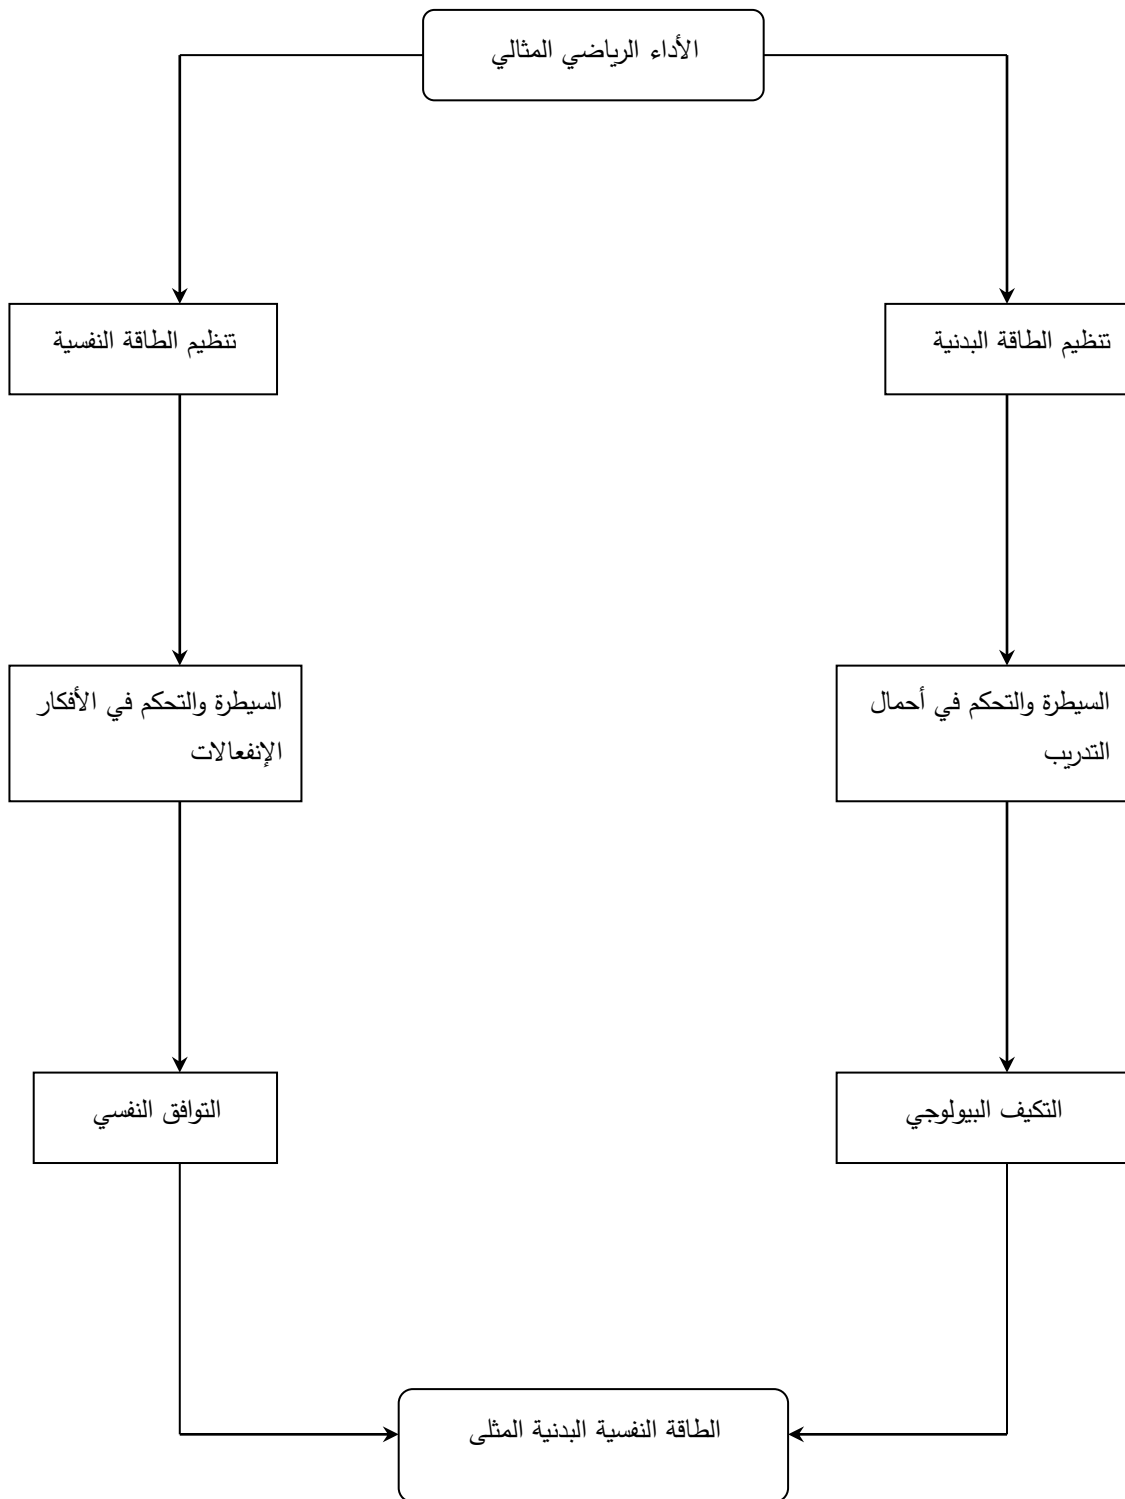 الأداء الرياضي المثالي
تنظيم الطاقة البدنية
تنظيم الطاقة النفسية
السيطرة والتحكم في أحمال
التدريب
السيطرة والتحكم في الأفكار
الإنفعالات
التكيف البيولوجي
التوافق النفسي
الطاقة النفسية البدنية المثلى